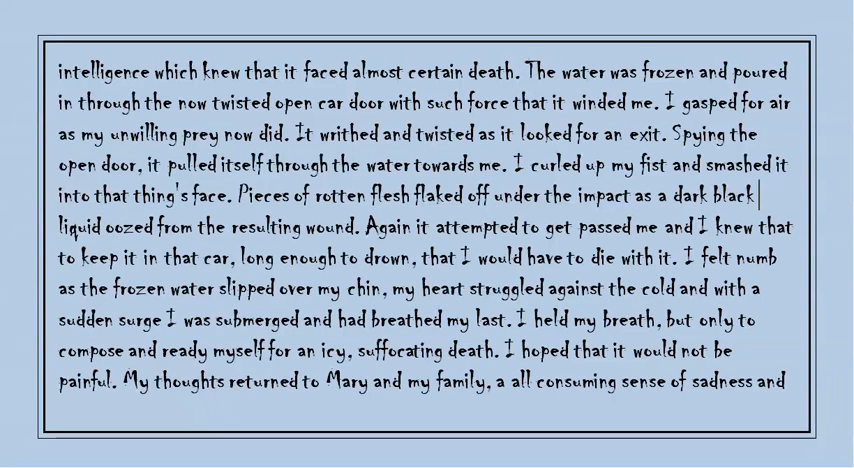 intelligence which knew that it faced almost certain death. The water was frozen and poured
in through the now twisted open car door with such force that it winded me. I gasped for air
as my unwilling prey now did. It writhed and twisted as it looked for an exit. Spying the
open door, it pulled itself through the water towards me. I curled up my fist and smashed it
into that thing's face. Pieces of rotten flesh flaked off under the impact as a dark black
liquid oozed from the resulting wound. Again it attempted to get passed me and I knew that
to keep it in that car, long enough to drown, that I would have to die with it. I felt numb
as the frozen water slipped over my chin, my heart struggled against the cold and with a
sudden surge I was submerged and had breathed my last. I held my breath, but only to
compose and ready myself for an icy, suffocating death. I hoped that it would not be
painful. My thoughts returned to Mary and my family, a all consuming sense of sadness and